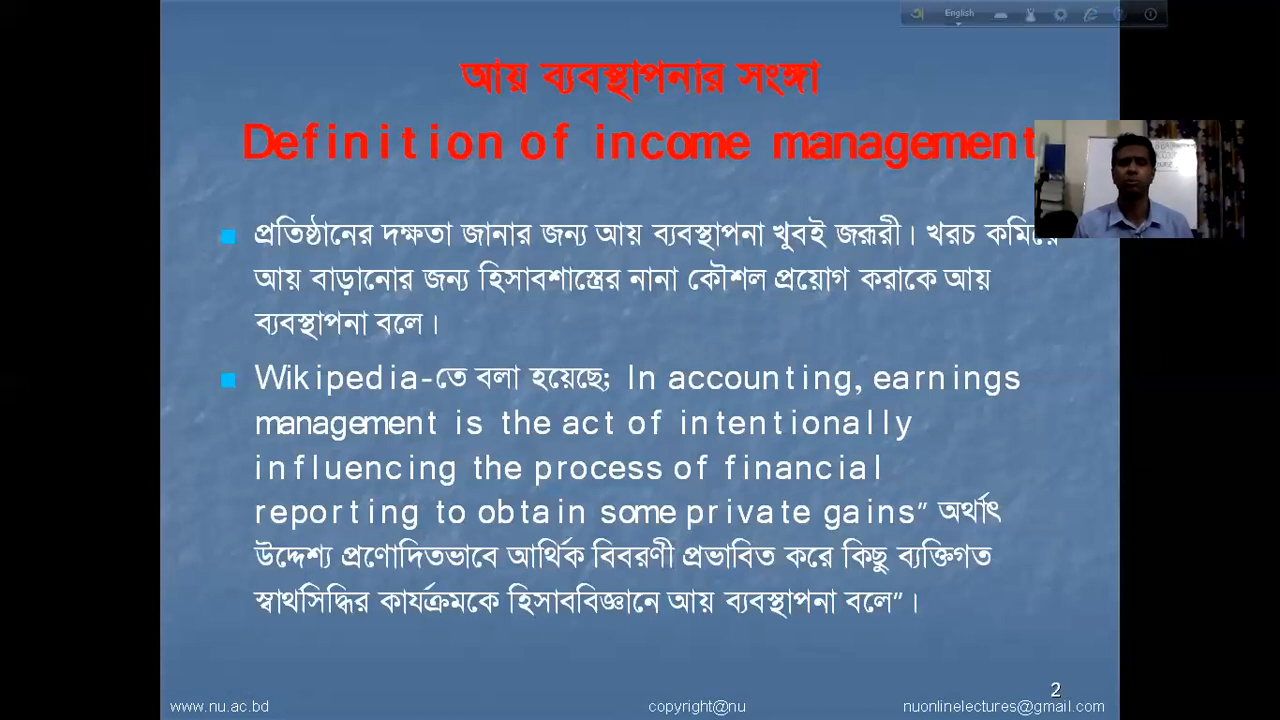 English
আয় ব্যবস্থাপনার সংঙ্গা
Definition of income management
প্রতিষ্ঠানের দক্ষতা জানার জন্য আয় ব্যবস্থাপনা খুবই জরূরী। খরচ কমিয়ে
আয় বাড়ানোর জন্য হিসাবশাস্ত্রের নানা কৌশল প্রয়োগ করাকে আয়
ব্যবস্থাপনা বলে।
Wikipedia-তে বলা হয়েছে; In accounting, earnings
management is the act of intentionally
influencing the process of financial
reporting to obtain some private gains” অর্থাৎ
উদ্দেশ্য প্রণোদিতভাবে আর্থিক বিবরণী প্রভাবিত করে কিছু ব্যক্তিগত
স্বার্থসিদ্ধির কার্যক্রমকে হিসাববিজ্ঞানে আয় ব্যবস্থাপনা বলে”।
2
www.nu.ac.bd copyright@nu nuonlinelectures@gmail.com